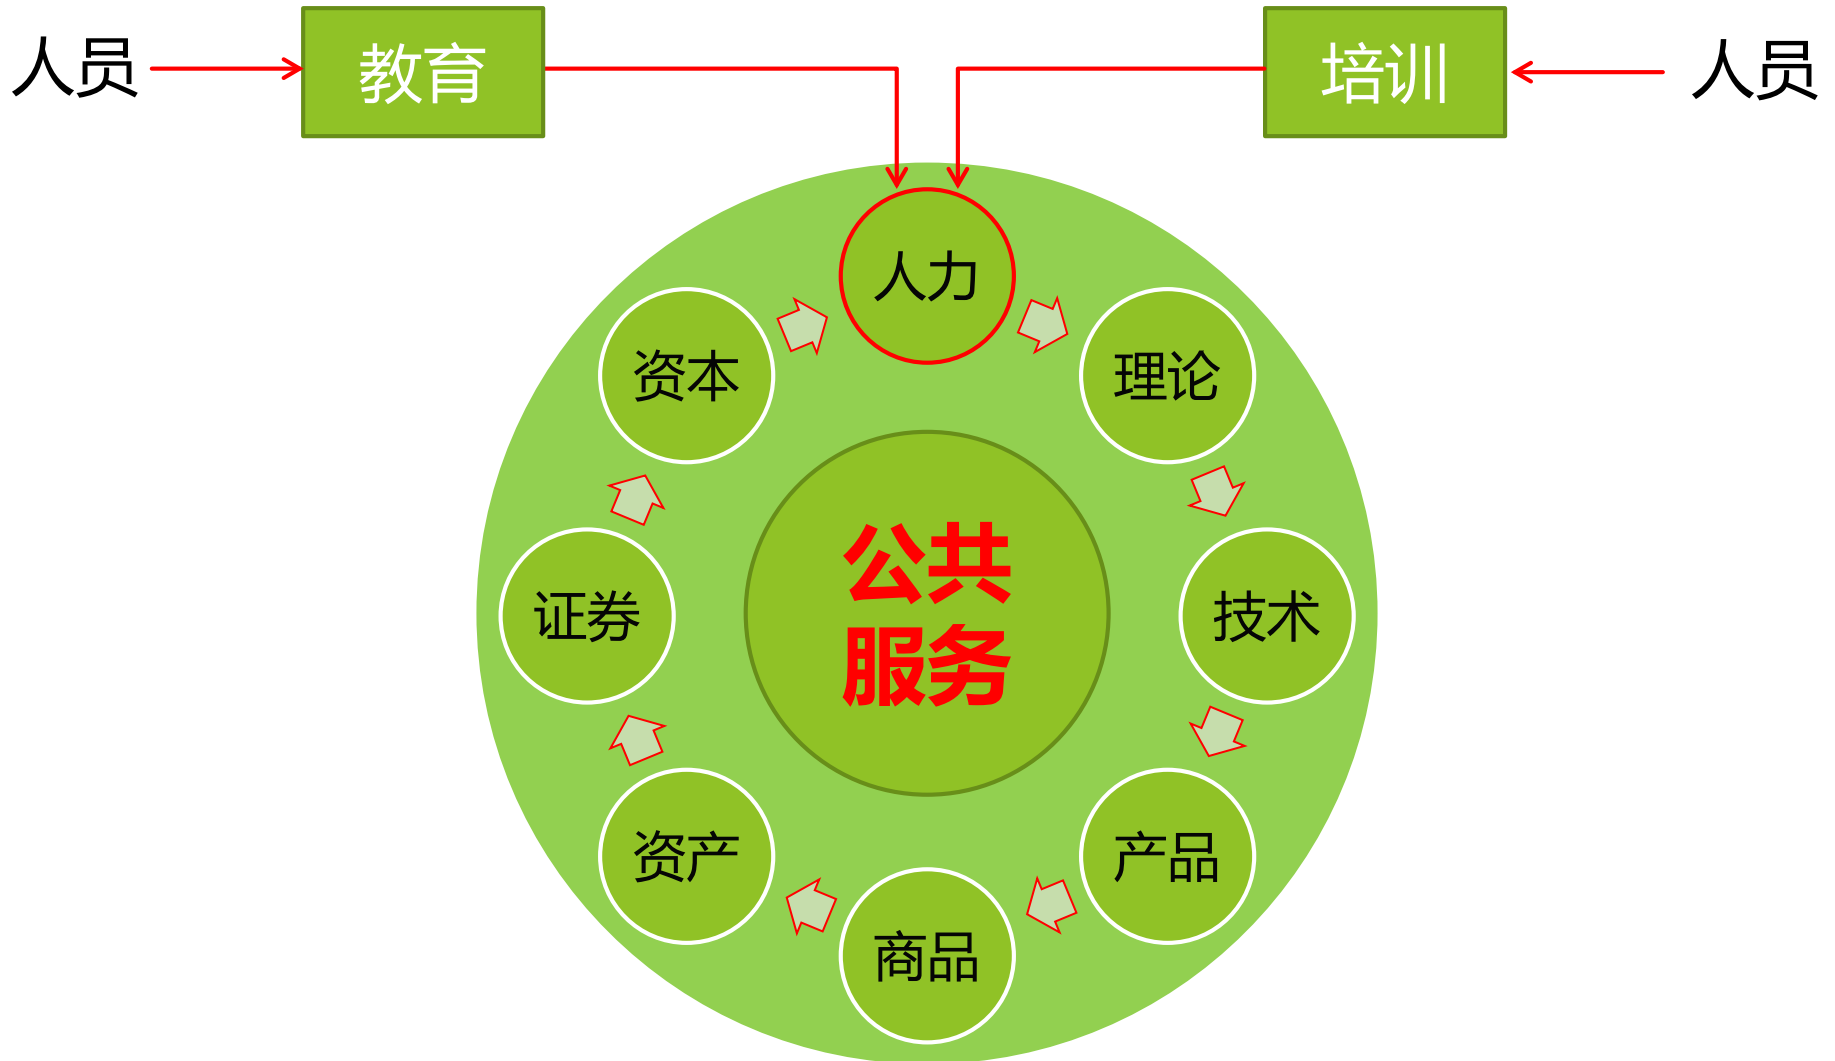 人员
教育
培训
人员
人力
资本
理论
公共
服务
证券
技术
资产
产品
商品